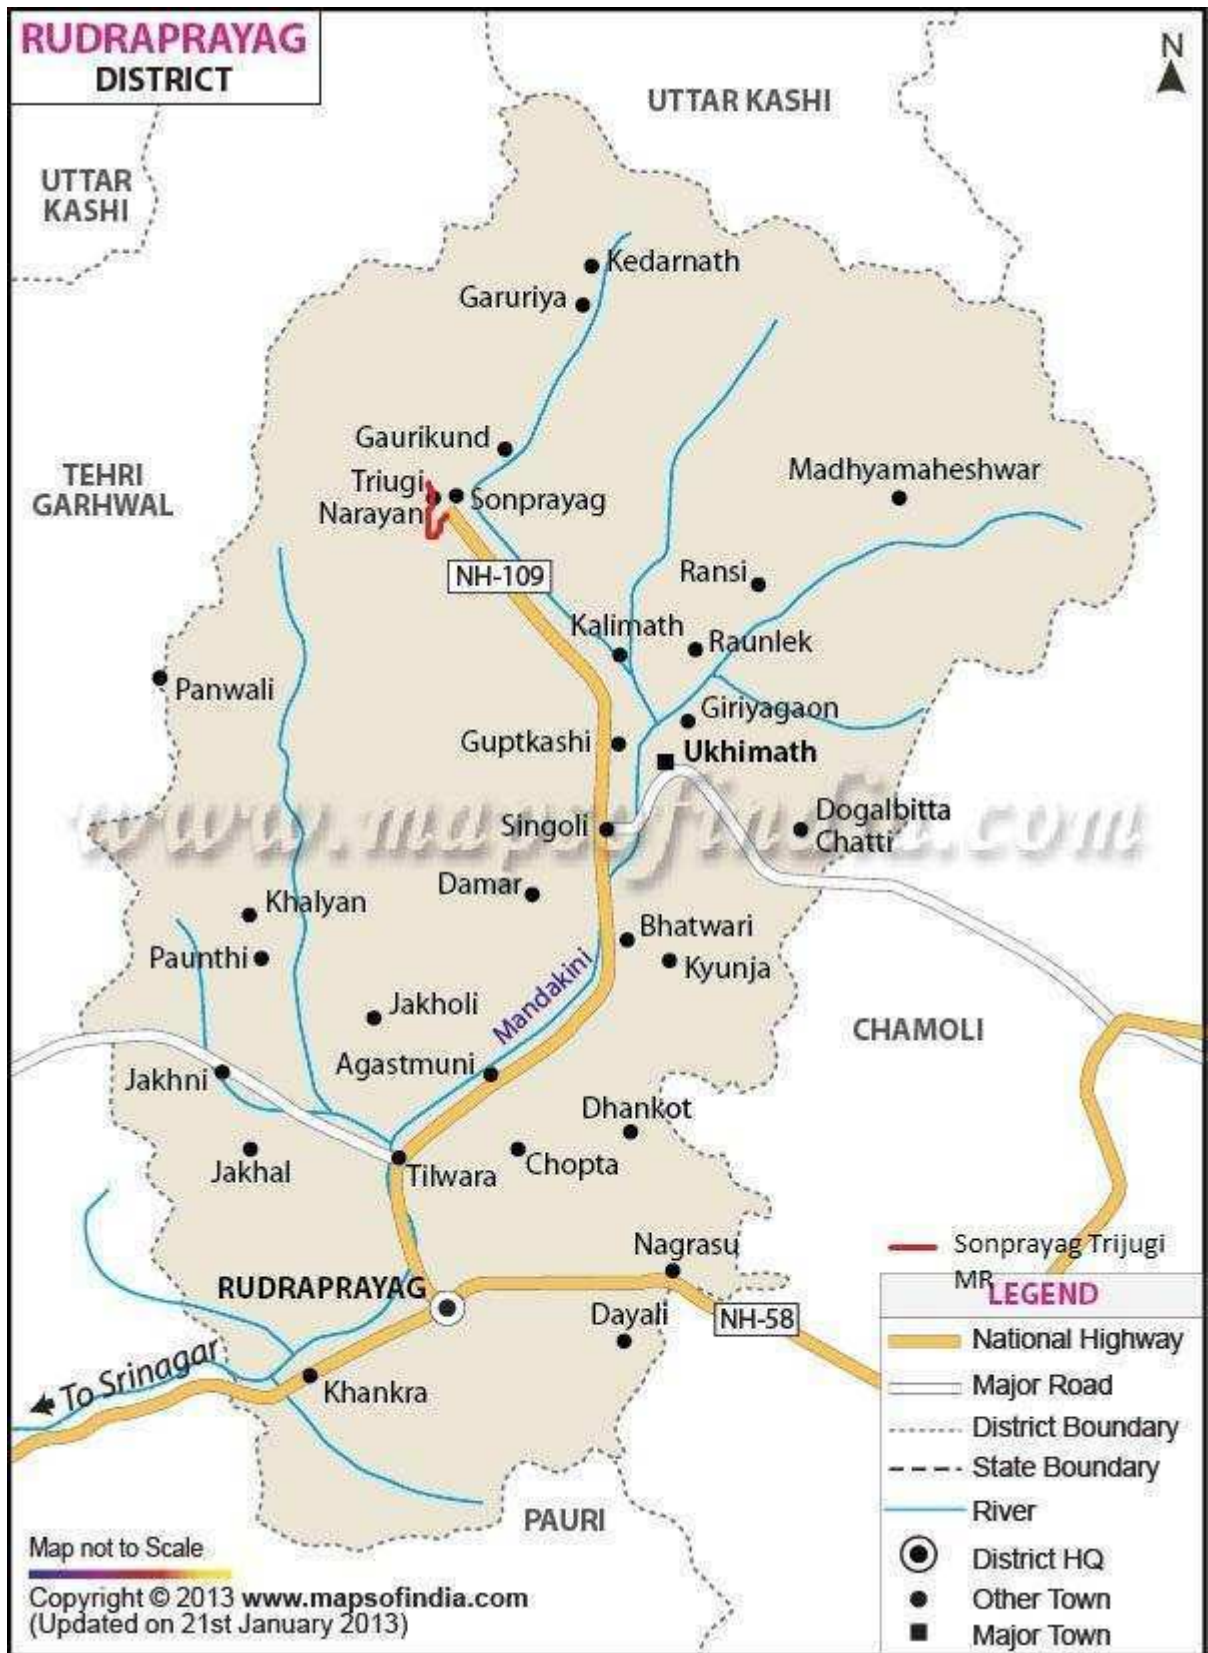 RUDRAPRAYAG
DISTRICT
N
UTTAR KASHI
UTTAR
KASHI
Kedarnath
Garuriya
Gaurikund
TEHRI
GARHWAL
Triugi
Narayan
Sonprayag
Madhyamaheshwar
NH-109
Ransi
Kalimath
Raunlek
Panwali
Giriyagaon
Guptkashi
Ukhimath
www.mapsofindia.com
Singoli
Dogalbitta
Chatti
Damar
Khalyan
Bhatwari
Paunthi
Kyunja
Mandakini
Jakholi
CHAMOLI
Agastmuni
Jakhni
Dhankot
Chopta
Jakhal
Tilwara
Nagrasu
Sonprayag Trijugi
MR
RUDRAPRAYAG
Dayali
NH-58
To Srinagar
Khankra
LEGEND
National Highway
Major Road
District Boundary
State Boundary
River
District HQ
Other Town
Major Town
PAURI
Map not to Scale
Copyright © 2013 www.mapsofindia.com
(Updated on 21st January 2013)